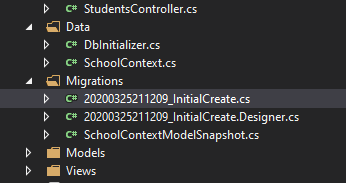 StudentsController.cs
Data
C# DbInitializer.cs
C# SchoolContext.cs
Migrations
C# 20200325211209_InitialCreate.cs
C# 20200325211209_InitialCreate.Designer.cs
C# SchoolContextModelSnapshot.cs
Models
Views